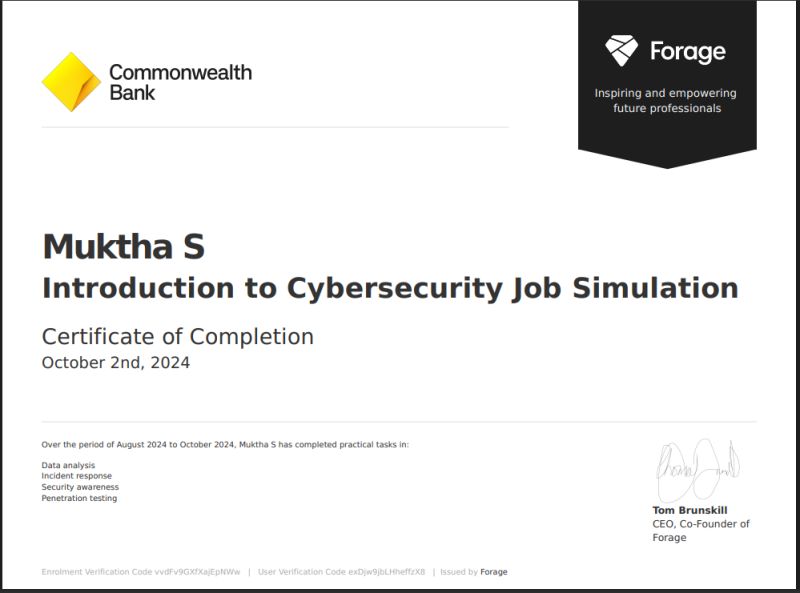 Commonwealth
Bank
Forage
Inspiring and empowering
future professionals
Muktha S
Introduction to Cybersecurity Job Simulation
Certificate of Completion
October 2nd, 2024
Over the period of August 2024 to October 2024, Muktha S has completed practical tasks in:
Data analysis
Incident response
Security awareness
Penetration testing
Tom Brunskill
CEO, Co-Founder of
Forage
Enrolment Verification Code vvdFv9GXfXajEpNWw | User Verification Code exDjw9jbLHheffzX8 | Issued by Forage